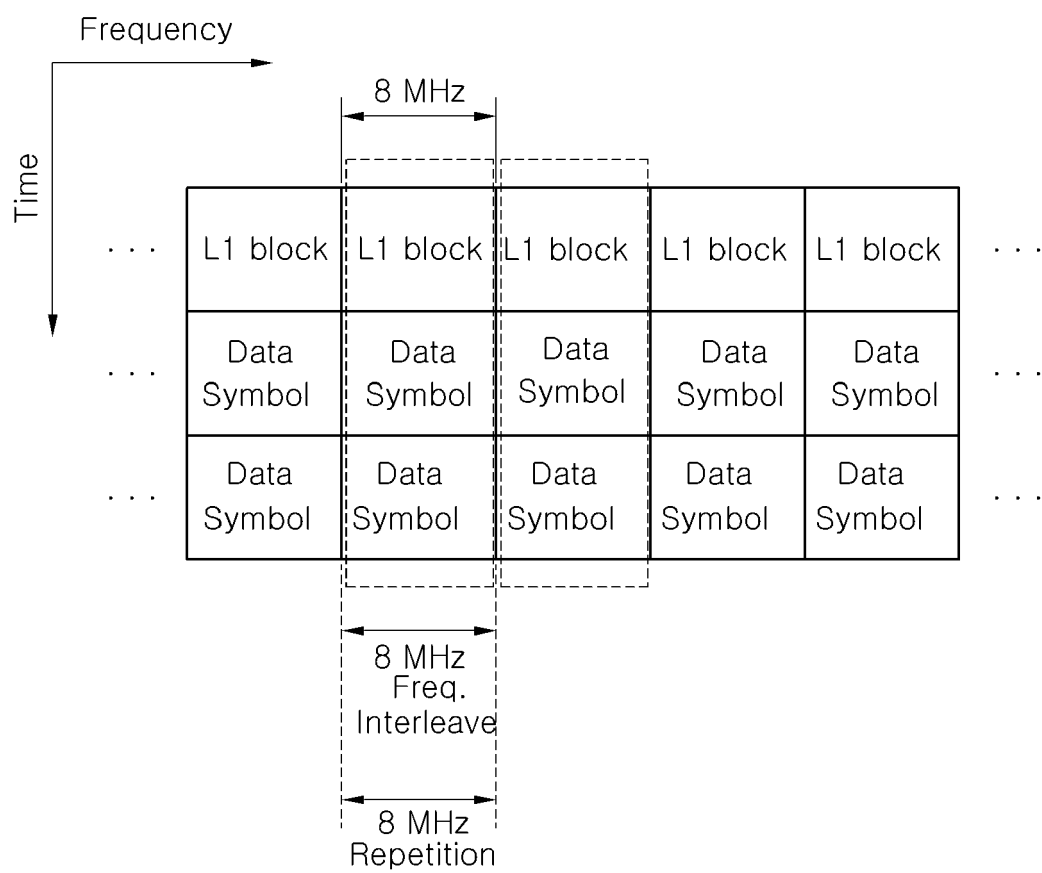 Frequency
8 MHz
Time
. . . L1 block L1 block L1 block L1 block L1 block . . .
Data Data Data Data Data
. . . Symbol Symbol Symbol Symbol Symbol . . .
Data Data Data Data Data
. . . Symbol Symbol Symbol Symbol Symbol . . .
8 MHz
Freq.
Interleave
8 MHz
Repetition